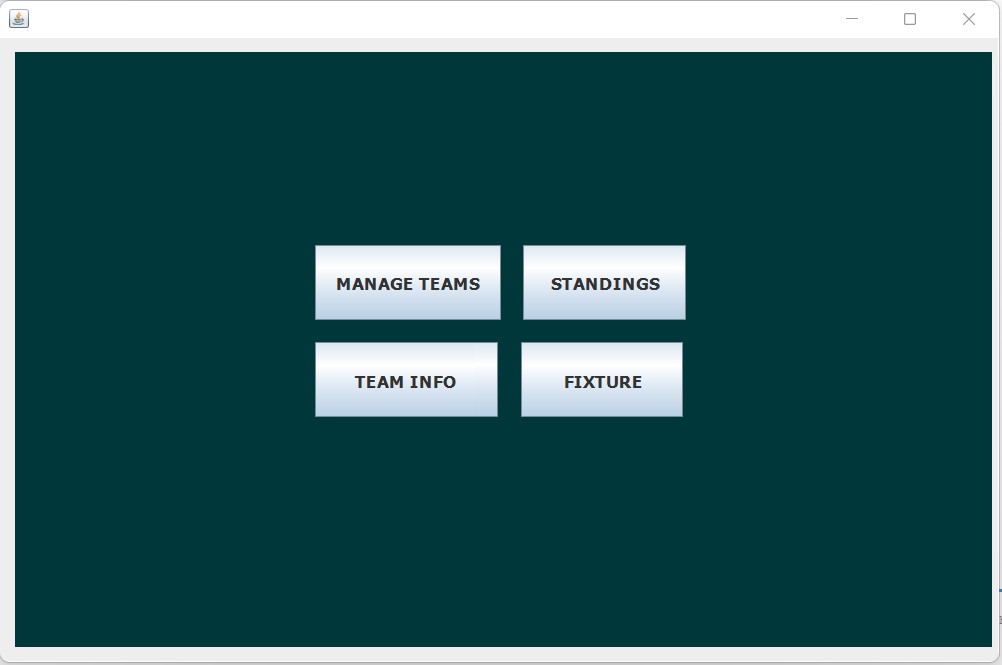 MANAGE TEAMS
STANDINGS
TEAM INFO
FIXTURE